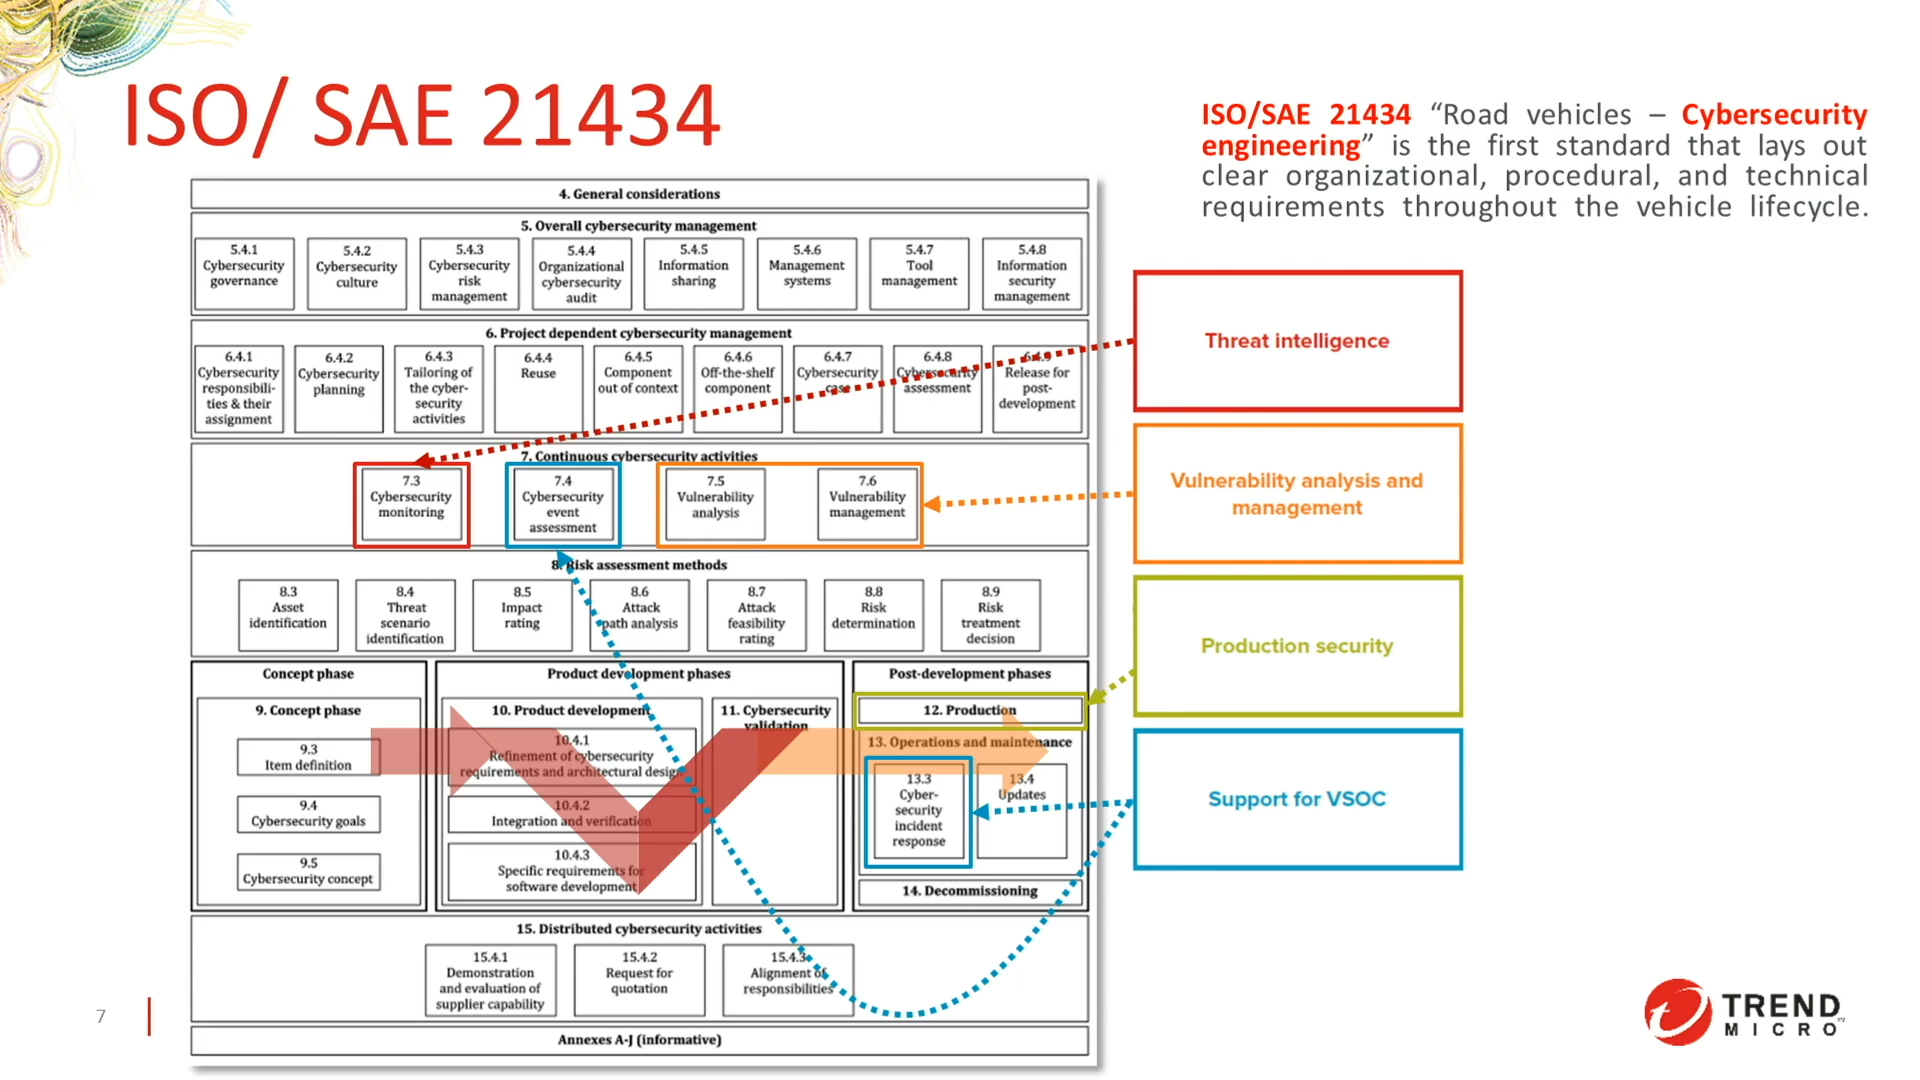 ISO/ SAE 21434
ISO/SAE 21434 “Road vehicles – Cybersecurity
engineering” is the first standard that lays out
clear organizational, procedural, and technical
requirements throughout the vehicle lifecycle.
4. General considerations
5. Overall cybersecurity management
5.4.1
Cybersecurity
governance
5.4.2
Cybersecurity
culture
5.4.3
Cybersecurity
risk
management
5.4.4
Organizational
cybersecurity
audit
5.4.5
Information
sharing
5.4.6
Management
systems
5.4.7
Tool
management
5.4.8
Information
security
management
6. Project dependent cybersecurity management
6.4.1
Cybersecurity
responsibili-
ties & their
assignment
6.4.2
Cybersecurity
planning
6.4.3
Tailoring of
the cyber-
security
activities
6.4.4
Reuse
6.4.5
Component
out of context
6.4.6
Off-the-shelf
component
6.4.7
Cybersecurity
case
6.4.8
Cybersecurity
assessment
6.4.9
Release for
post-
development
7. Continuous cybersecurity activities
7.3
Cybersecurity
monitoring
7.4
Cybersecurity
event
assessment
7.5
Vulnerability
analysis
7.6
Vulnerability
management
8. Risk assessment methods
8.3
Asset
identification
8.4
Threat
scenario
identification
8.5
Impact
rating
8.6
Attack
path analysis
8.7
Attack
feasibility
rating
8.8
Risk
determination
8.9
Risk
treatment
decision
Concept phase
9. Concept phase
9.3
Item definition
9.4
Cybersecurity goals
9.5
Cybersecurity concept
Product development phases
10. Product development
10.4.1
Refinement of cybersecurity
requirements and architectural design
10.4.2
Integration and verification
10.4.3
Specific requirements for
software development
11. Cybersecurity
validation
Post-development phases
12. Production
13. Operations and maintenance
13.3
Cyber-
security
incident
response
13.4
Updates
14. Decommissioning
15. Distributed cybersecurity activities
15.4.1
Demonstration
and evaluation of
supplier capability
15.4.2
Request for
quotation
15.4.3
Alignment of
responsibilities
Annexes A-J (informative)
Threat intelligence
Vulnerability analysis and
management
Production security
Support for VSOC
7
TREND
MICRO™